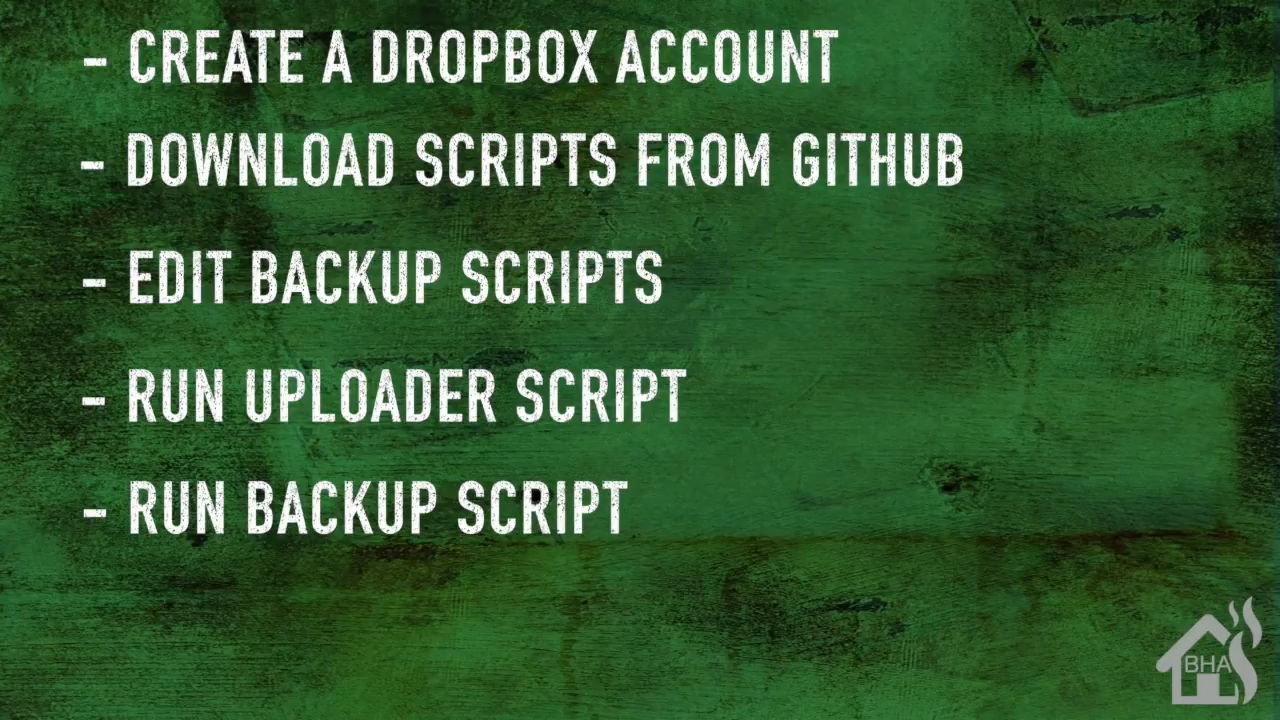 - CREATE A DROPBOX ACCOUNT
- DOWNLOAD SCRIPTS FROM GITHUB
- EDIT BACKUP SCRIPTS
- RUN UPLOADER SCRIPT
- RUN BACKUP SCRIPT
BHA